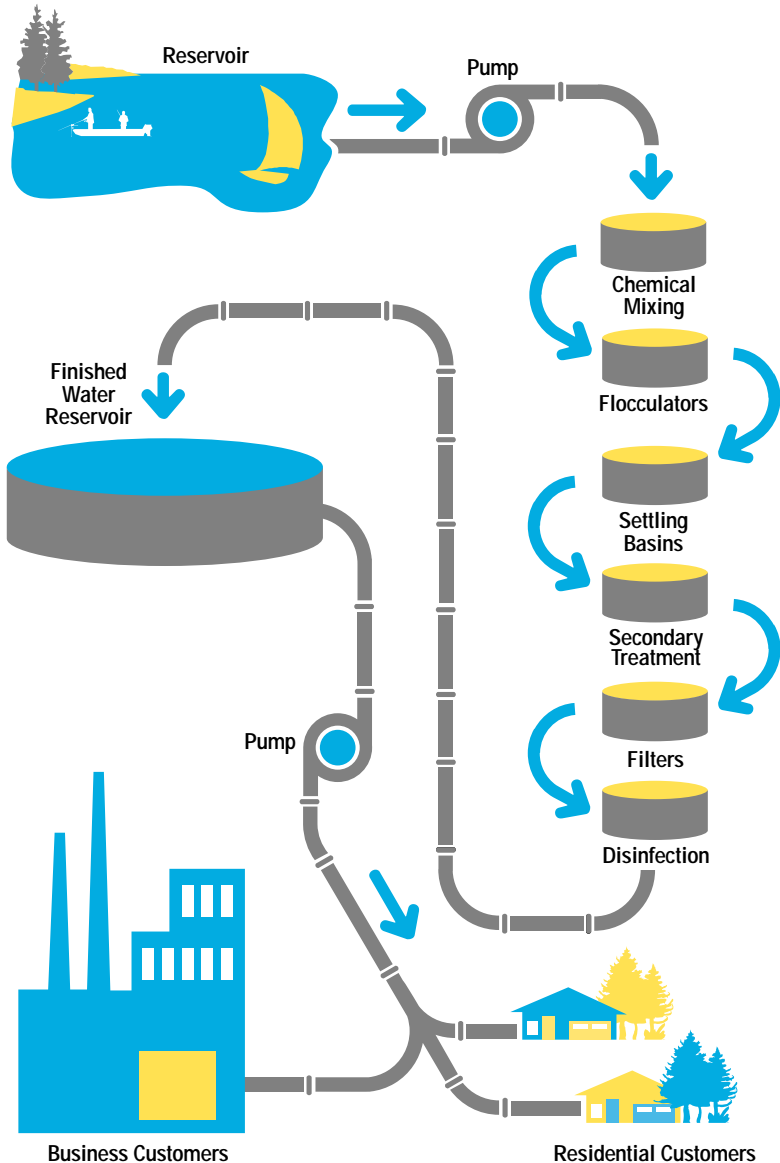 Reservoir
Pump
Chemical
Mixing
Flocculators
Finished
Water
Reservoir
Settling
Basins
Secondary
Treatment
Pump
Filters
Disinfection
Business Customers
Residential Customers